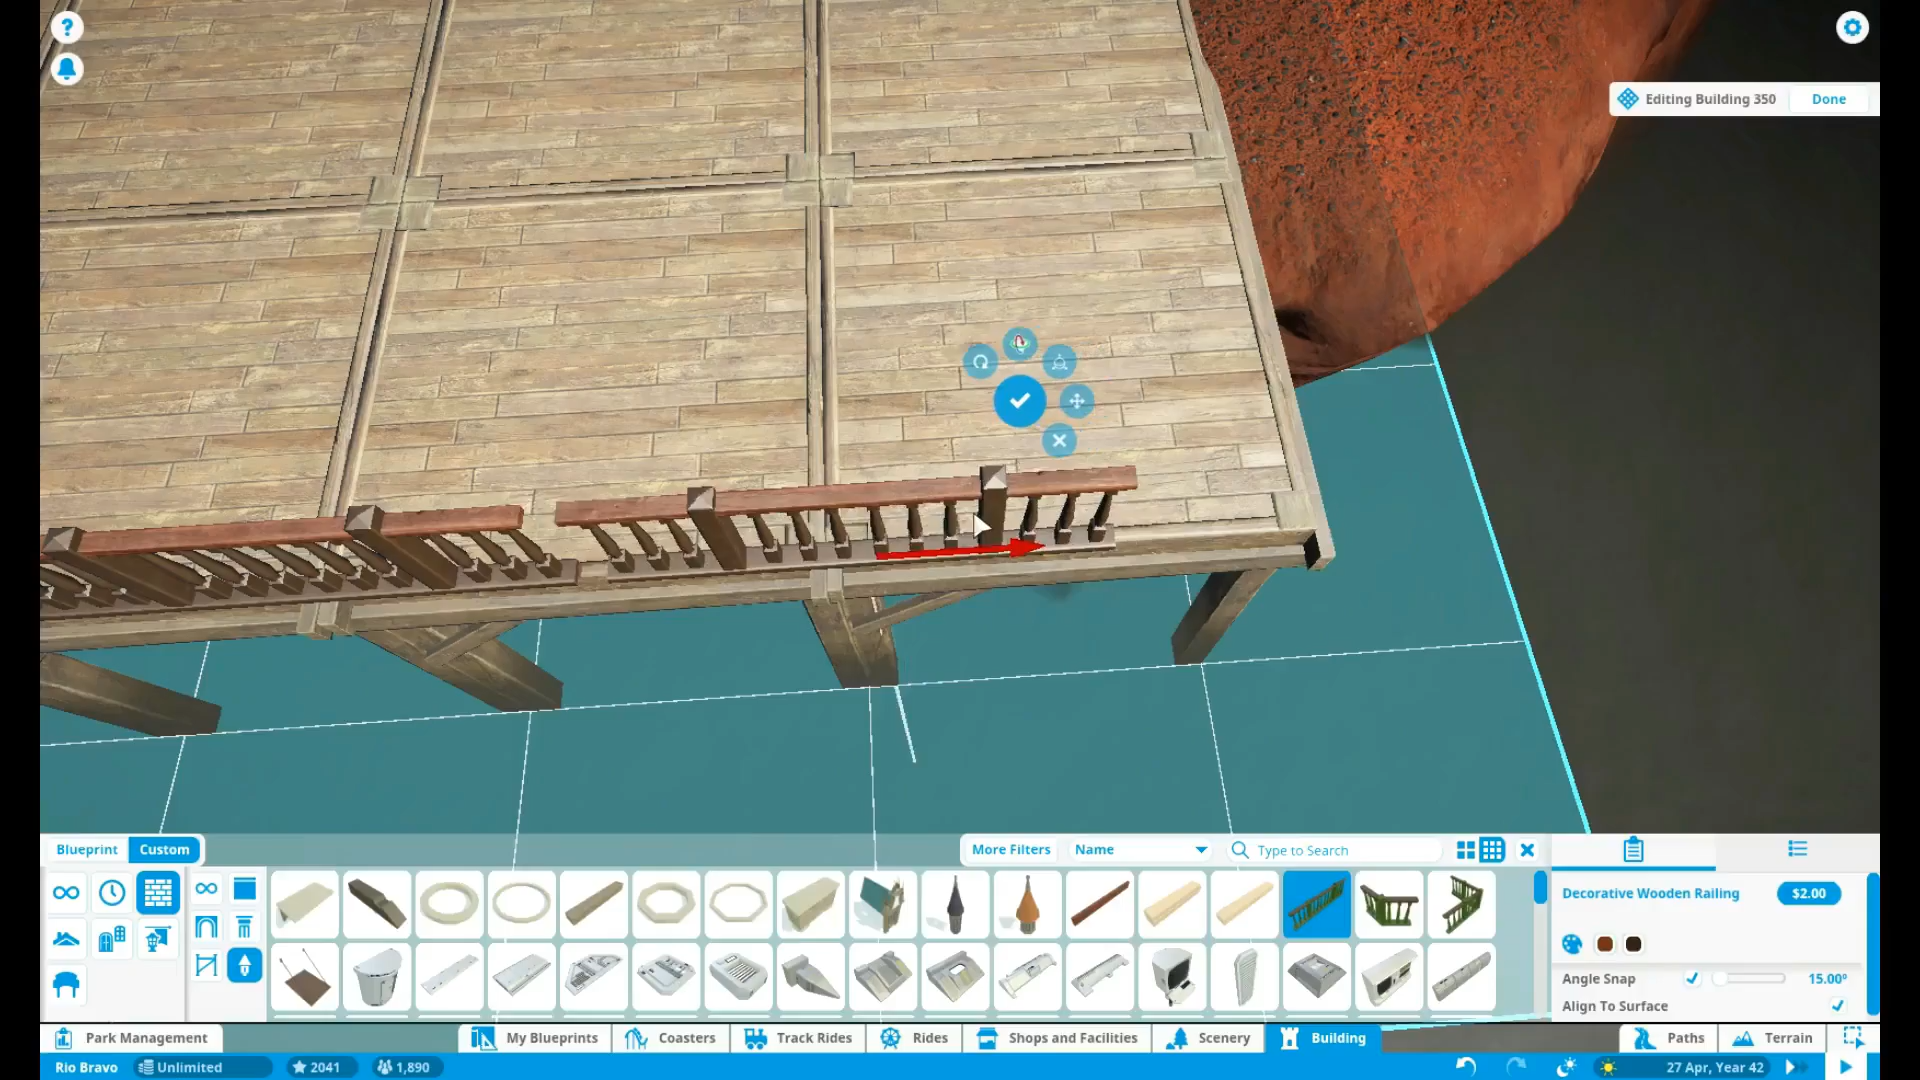 ?
Editing Building 350 Done
Blueprint Custom
More Filters Name Type to Search
Decorative Wooden Railing $2.00
Angle Snap 15.00°
Align To Surface
Park Management My Blueprints Coasters Track Rides Rides Shops and Facilities Scenery Building Paths Terrain
Rio Bravo Unlimited 2041 1,890 27 Apr, Year 42